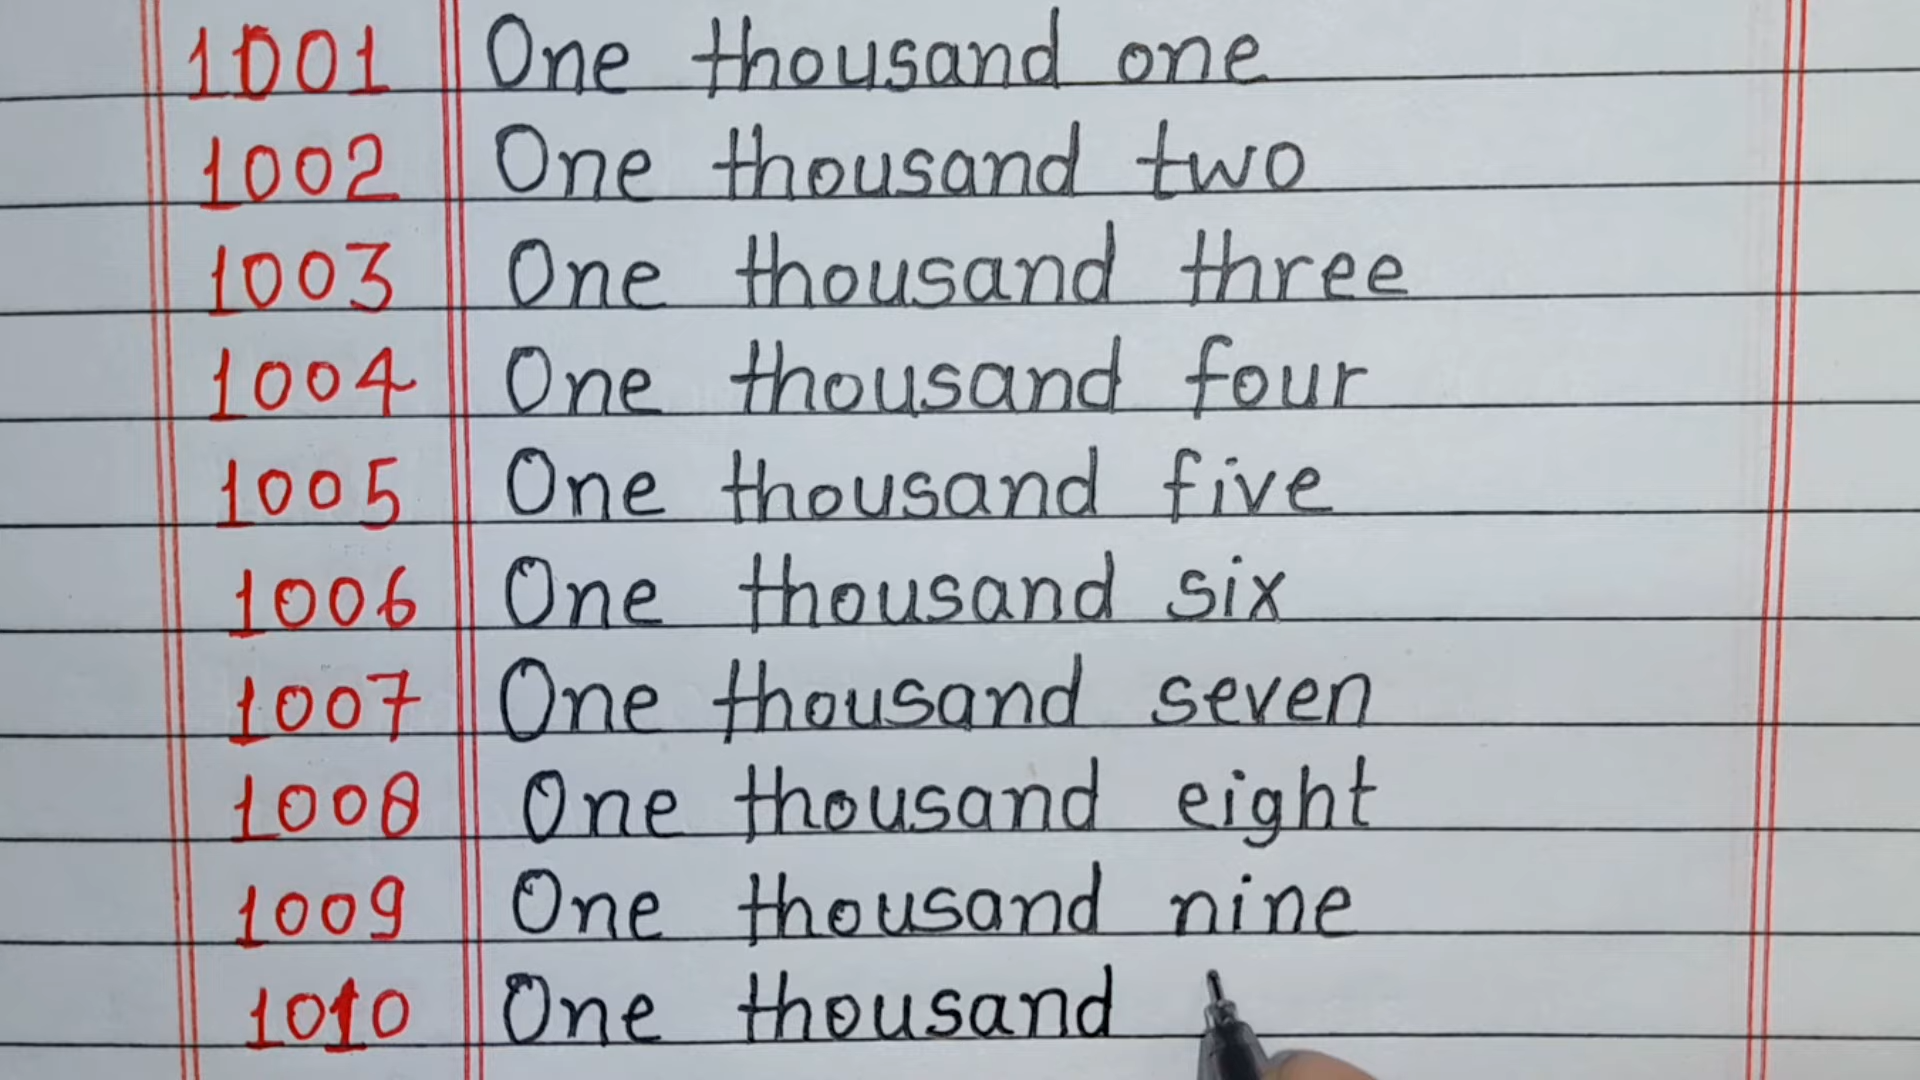 1001 One thousand one
1002 One thousand two
1003 One thousand three
1004 One thousand four
1005 One thousand five
1006 One thousand six
1007 One thousand seven
1008 One thousand eight
1009 One thousand nine
1010 One thousand